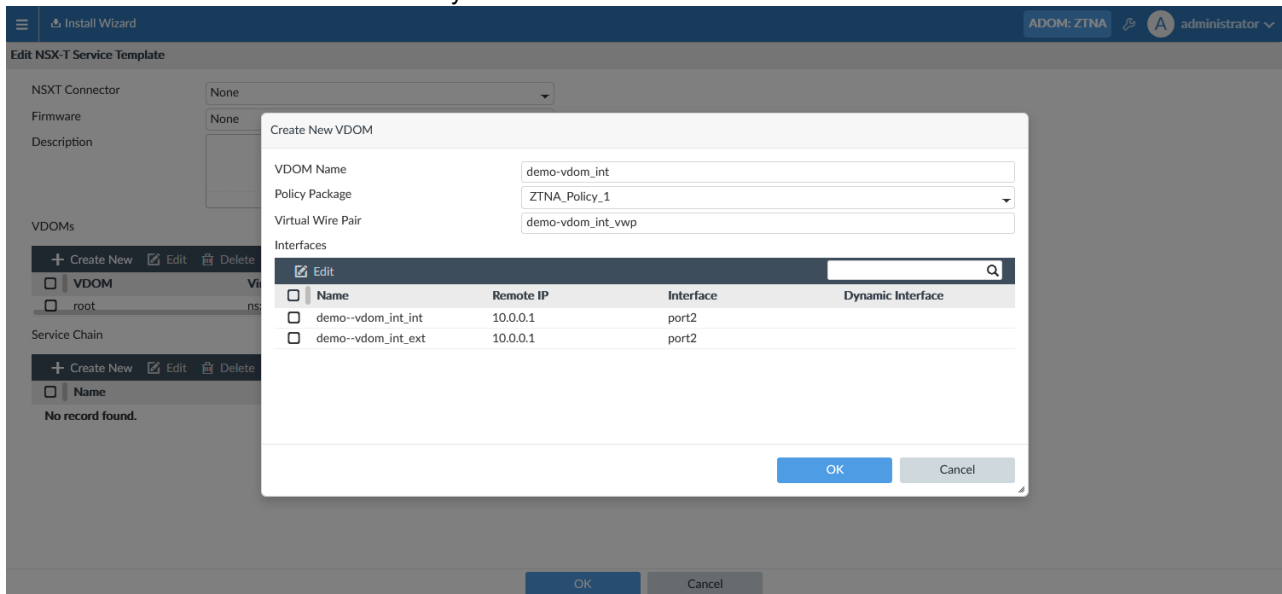 Install Wizard ADOM: ZTNA A administrator
Edit NSX-T Service Template
NSXT Connector None
Firmware None
Description
Create New VDOM
VDOM Name demo-vdom_int
Policy Package ZTNA_Policy_1
Virtual Wire Pair demo-vdom_int_vwp
Interfaces
Edit
Name Remote IP Interface Dynamic Interface
demo--vdom_int_int 10.0.0.1 port2
demo--vdom_int_ext 10.0.0.1 port2
OK Cancel
VDOMs
+ Create New Edit Delete
VDOM
root
Service Chain
+ Create New Edit Delete
Name
No record found.
OK Cancel